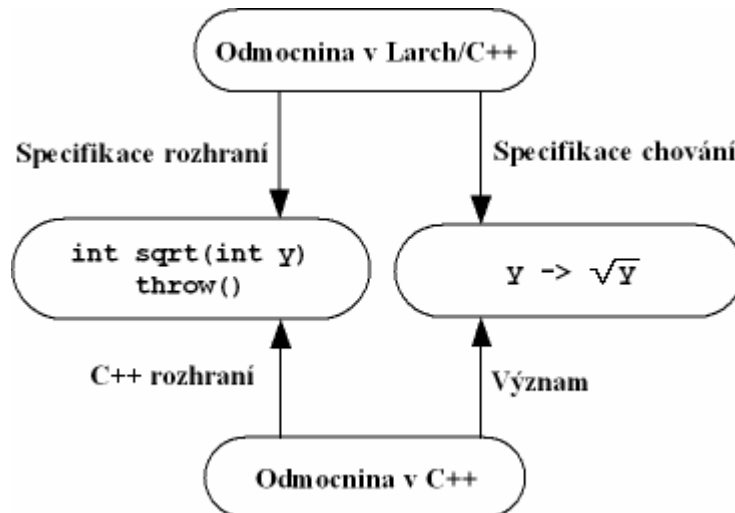 Odmocnina v Larch/C++
Specifikace rozhraní
Specifikace chování
int sqrt(int y)
throw()
y -> √y
C++ rozhraní
Význam
Odmocnina v C++